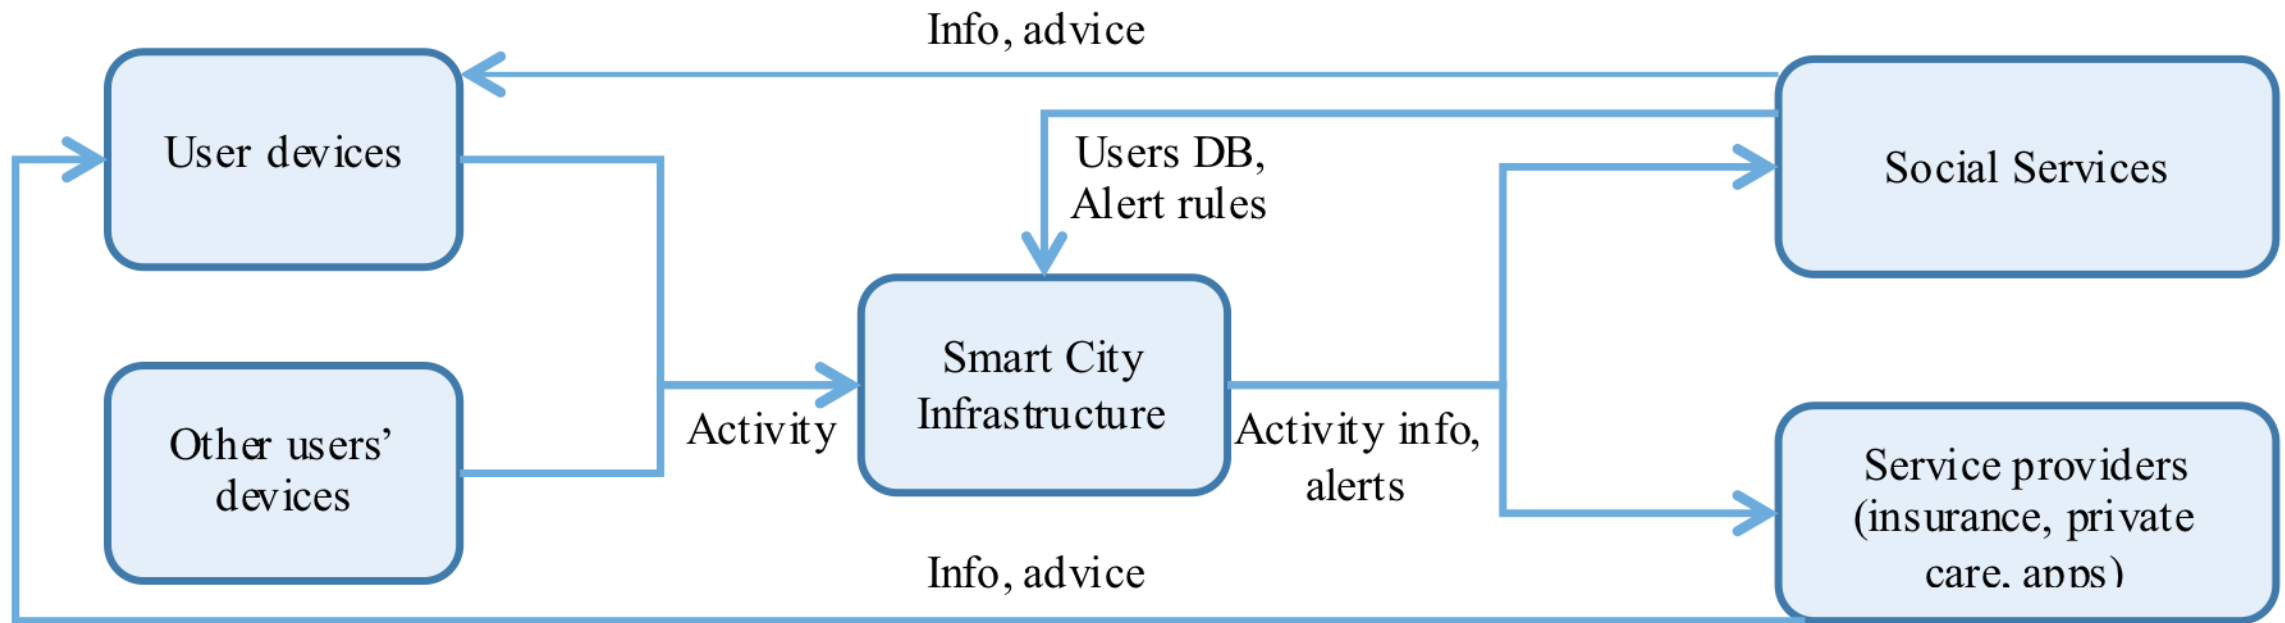 Info, advice
User devices
Users DB,
Alert rules
Social Services
Smart City
Infrastructure
Other users’
devices
Activity
Activity info,
alerts
Service providers
(insurance, private
care, apps)
Info, advice